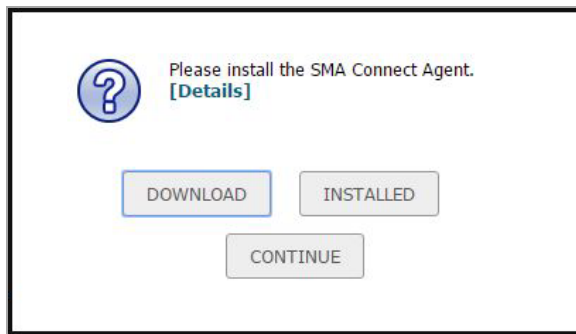 Please install the SMA Connect Agent.
[Details]
DOWNLOAD
INSTALLED
CONTINUE